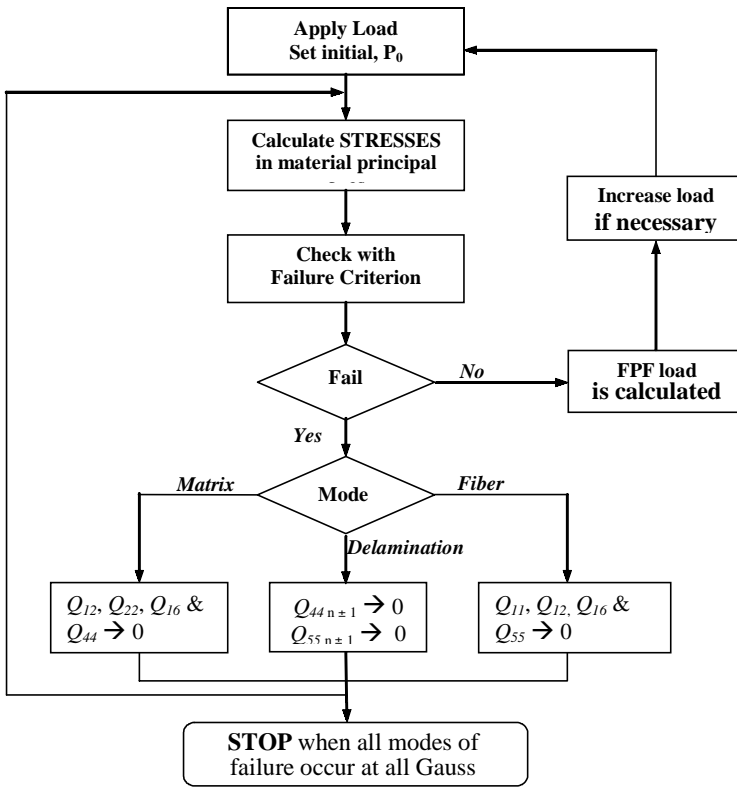 Apply Load
Set initial, P₀
Calculate STRESSES
in material principal
Increase load
if necessary
Check with
Failure Criterion
Fail
No
FPF load
is calculated
Yes
Matrix
Mode
Fiber
Delamination
Q₁₂, Q₂₂, Q₁₆ &
Q₄₄ → 0
Q₄₄ n ± 1 → 0
Q₅₅ n ± 1 → 0
Q₁₁, Q₁₂, Q₁₆ &
Q₅₅ → 0
STOP when all modes of
failure occur at all Gauss